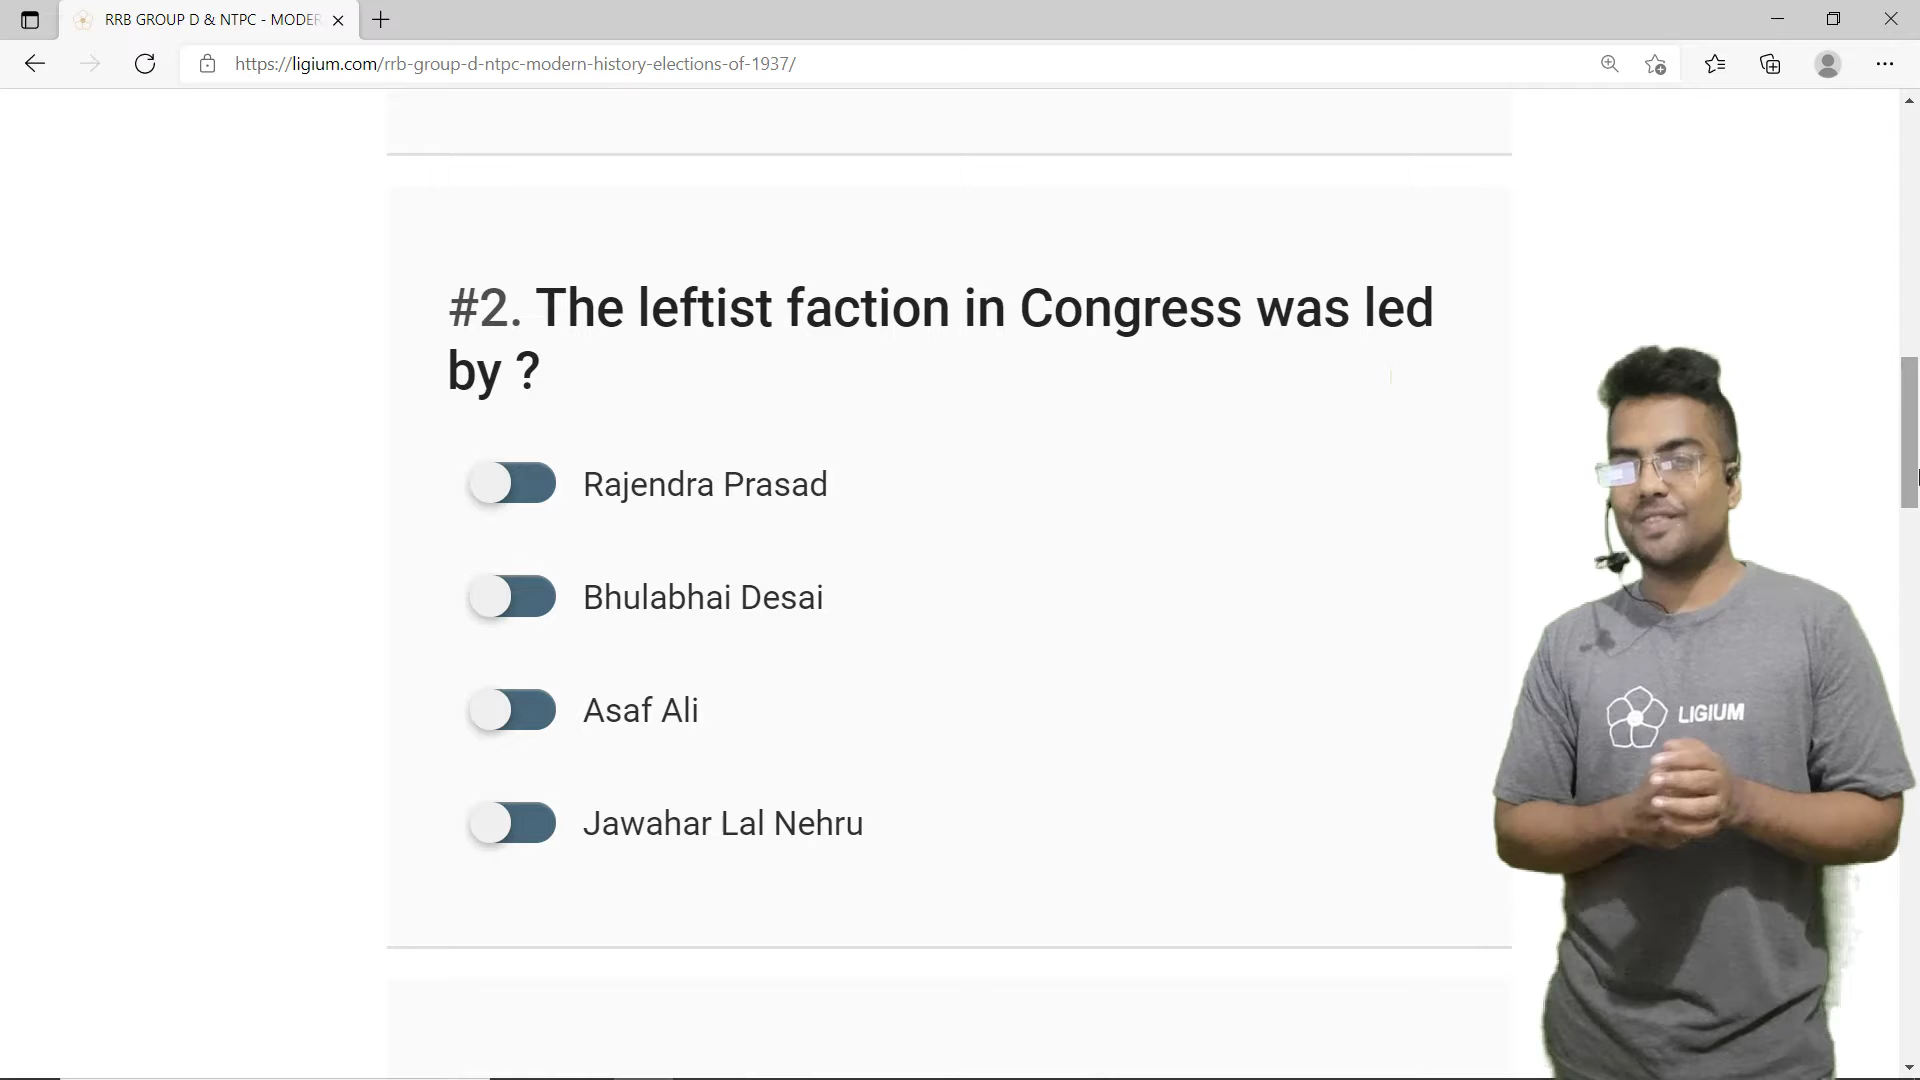 RRB GROUP D & NTPC - MODER
https://ligium.com/rrb-group-d-ntpc-modern-history-elections-of-1937/
#2. The leftist faction in Congress was led
by ?
Rajendra Prasad
Bhulabhai Desai
Asaf Ali
Jawahar Lal Nehru
LIGIUM